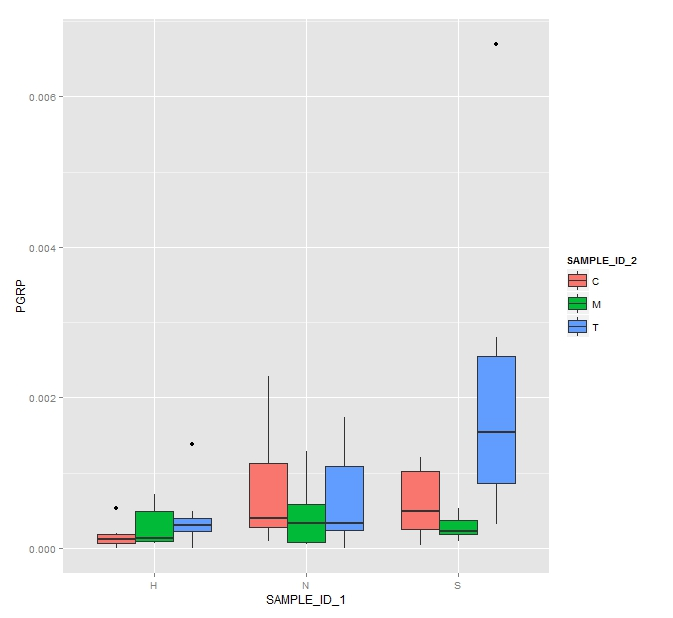 0.006
0.004
0.002
0.000
PGRP
H N S
SAMPLE_ID_1
SAMPLE_ID_2
C
M
T